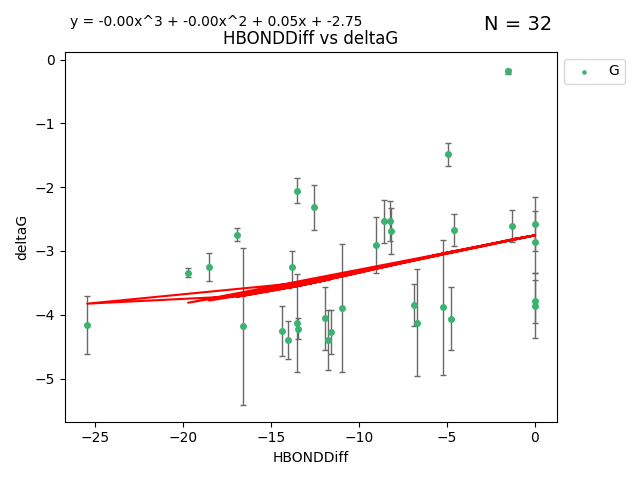 y = -0.00x^3 + -0.00x^2 + 0.05x + -2.75
N = 32
HBONDDiff vs deltaG
G
0
−1
−2
−3
−4
−5
deltaG
−25
−20
−15
−10
−5
0
HBONDDiff